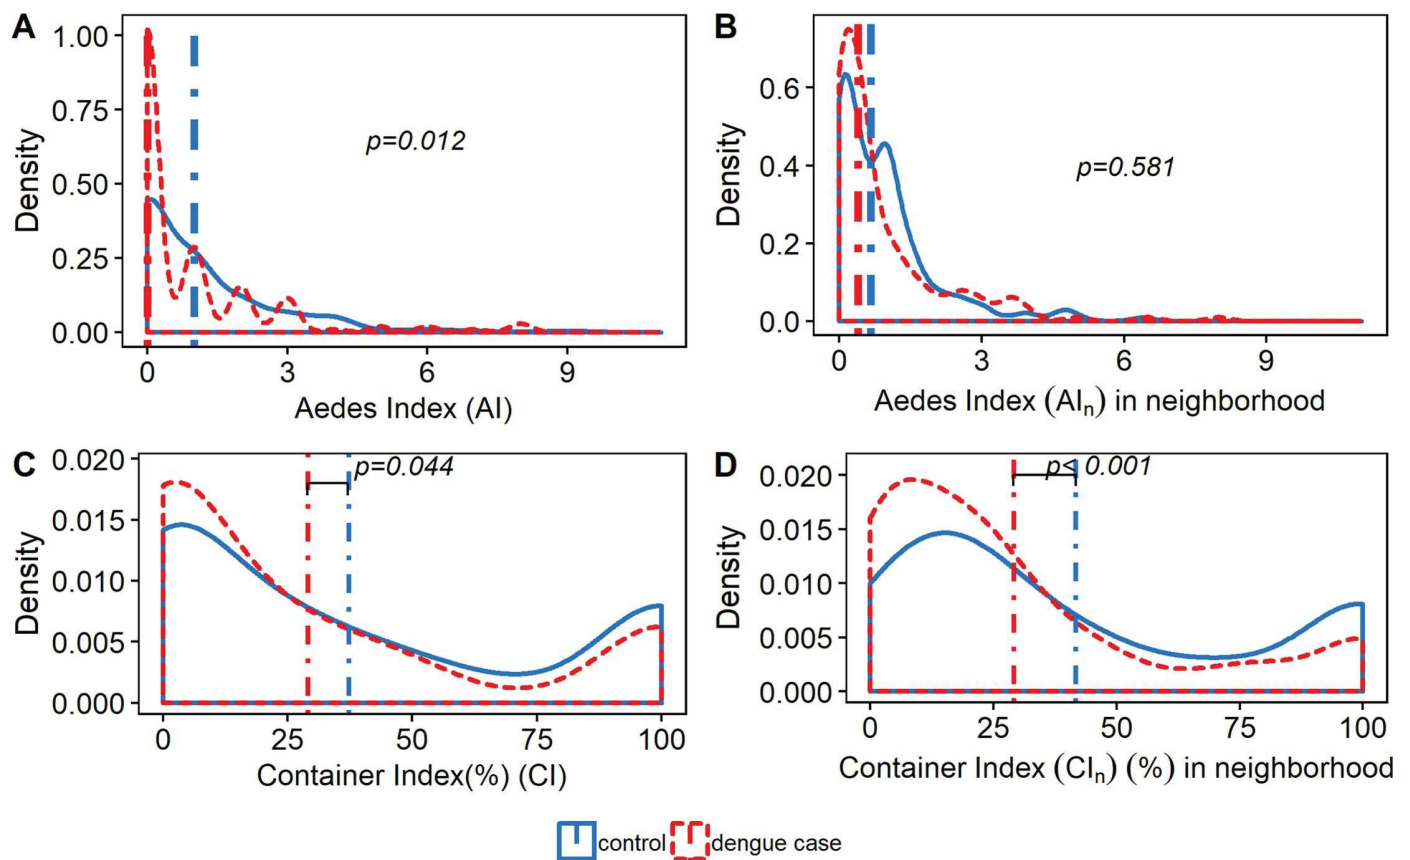 A
Density
1.00
0.75
0.50
0.25
0.00
p=0.012
0 3 6 9
Aedes Index (AI)
B
Density
0.6
0.4
0.2
0.0
p=0.581
0 3 6 9
Aedes Index (AIn) in neighborhood
C
Density
0.020
0.015
0.010
0.005
0.000
p=0.044
0 25 50 75 100
Container Index(%) (CI)
D
Density
0.020
0.015
0.010
0.005
0.000
p< 0.001
0 25 50 75 100
Container Index (CIn) (%) in neighborhood
control dengue case